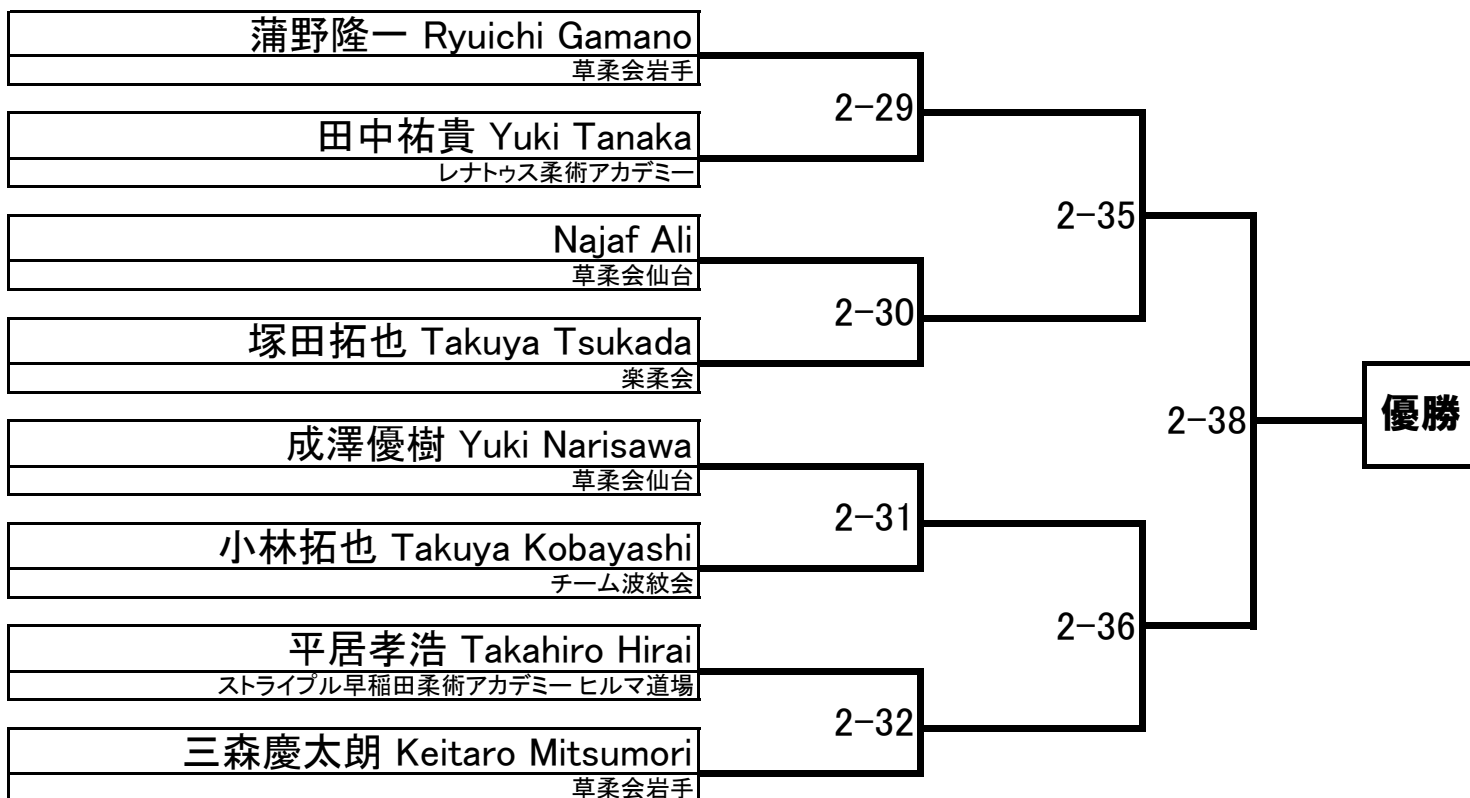 蒲野隆一 Ryuichi Gamano
草柔会岩手
2-29
田中祐貴 Yuki Tanaka
レナトゥス柔術アカデミー
2-35
Najaf Ali
草柔会仙台
2-30
塚田拓也 Takuya Tsukada
楽柔会
2-38
優勝
成澤優樹 Yuki Narisawa
草柔会仙台
2-31
小林拓也 Takuya Kobayashi
チーム波紋会
2-36
平居孝浩 Takahiro Hirai
ストライプル早稲田柔術アカデミー ヒルマ道場
2-32
三森慶太朗 Keitaro Mitsumori
草柔会岩手